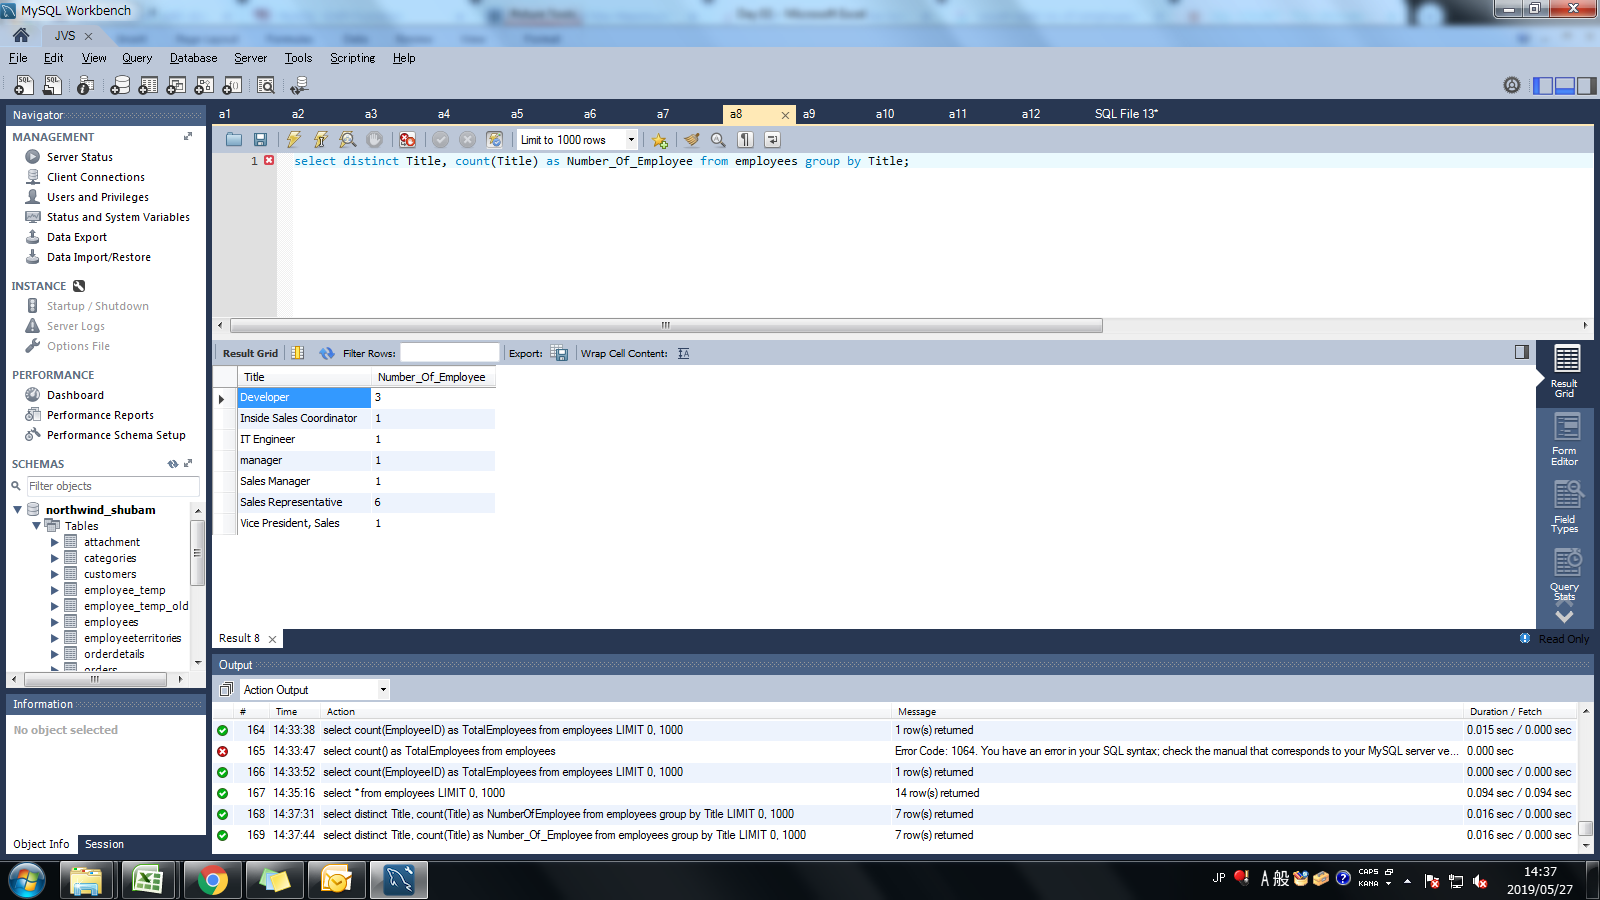 MySQL Workbench
JVS
File Edit View Query Database Server Tools Scripting Help
Navigator
MANAGEMENT
Server Status
Client Connections
Users and Privileges
Status and System Variables
Data Export
Data Import/Restore
INSTANCE
Startup / Shutdown
Server Logs
Options File
PERFORMANCE
Dashboard
Performance Reports
Performance Schema Setup
SCHEMAS
Filter objects
northwind_shubam
Tables
attachment
categories
customers
employee_temp
employee_temp_old
employees
employeeterritories
orderdetails
orders
Information
No object selected
Object Info Session
a1 a2 a3 a4 a5 a6 a7 a8 a9 a10 a11 a12 SQL File 13*
Limit to 1000 rows
1 select distinct Title, count(Title) as Number_Of_Employee from employees group by Title;
Result Grid Filter Rows: Export: Wrap Cell Content:
Title Number_Of_Employee
Developer 3
Inside Sales Coordinator 1
IT Engineer 1
manager 1
Sales Manager 1
Sales Representative 6
Vice President, Sales 1
Result
Grid
Form
Editor
Field
Types
Query
Stats
Result 8
Read Only
Output
Action Output
# Time Action Message Duration / Fetch
164 14:33:38 select count(EmployeeID) as TotalEmployees from employees LIMIT 0, 1000 1 row(s) returned 0.015 sec / 0.000 sec
165 14:33:47 select count() as TotalEmployees from employees Error Code: 1064. You have an error in your SQL syntax; check the manual that corresponds to your MySQL server ve... 0.000 sec
166 14:33:52 select count(EmployeeID) as TotalEmployees from employees LIMIT 0, 1000 1 row(s) returned 0.000 sec / 0.000 sec
167 14:35:16 select * from employees LIMIT 0, 1000 14 row(s) returned 0.094 sec / 0.094 sec
168 14:37:31 select distinct Title, count(Title) as NumberOfEmployee from employees group by Title LIMIT 0, 1000 7 row(s) returned 0.016 sec / 0.000 sec
169 14:37:44 select distinct Title, count(Title) as Number_Of_Employee from employees group by Title LIMIT 0, 1000 7 row(s) returned 0.016 sec / 0.000 sec
JP A 般 CAPS KANA
14:37
2019/05/27